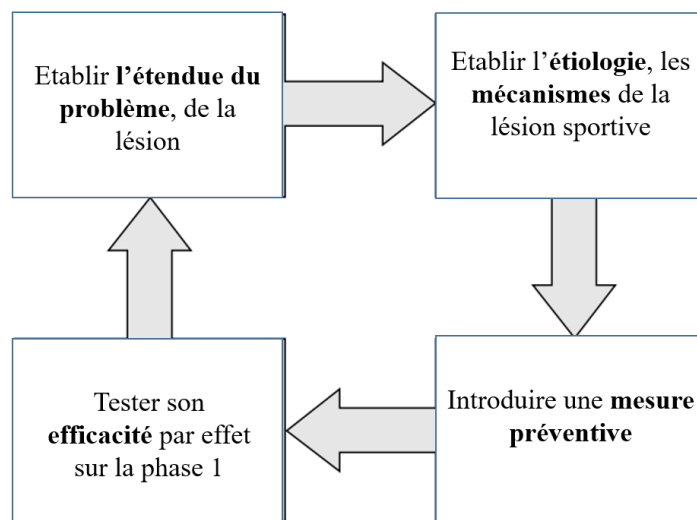 Etablir l'étendue du
problème, de la
lésion
Etablir l'étiologie, les
mécanismes de la
lésion sportive
Introduire une mesure
préventive
Tester son
efficacité par effet
sur la phase 1